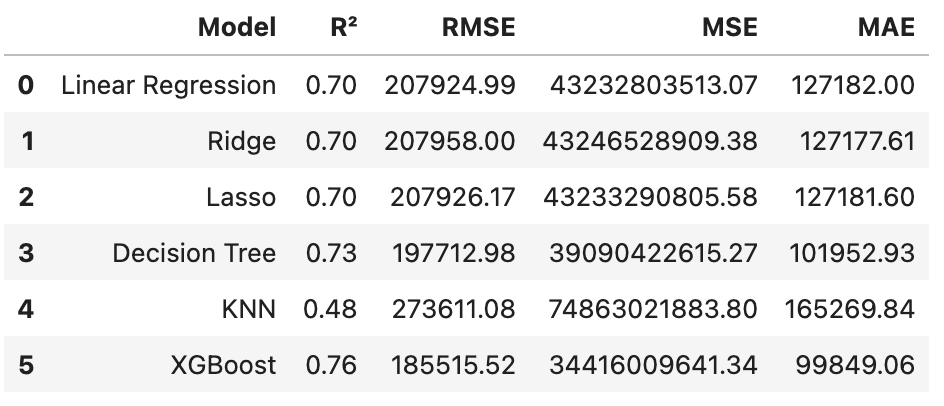 Model R² RMSE MSE MAE
0 Linear Regression 0.70 207924.99 43232803513.07 127182.00
1 Ridge 0.70 207958.00 43246528909.38 127177.61
2 Lasso 0.70 207926.17 43233290805.58 127181.60
3 Decision Tree 0.73 197712.98 39090422615.27 101952.93
4 KNN 0.48 273611.08 74863021883.80 165269.84
5 XGBoost 0.76 185515.52 34416009641.34 99849.06